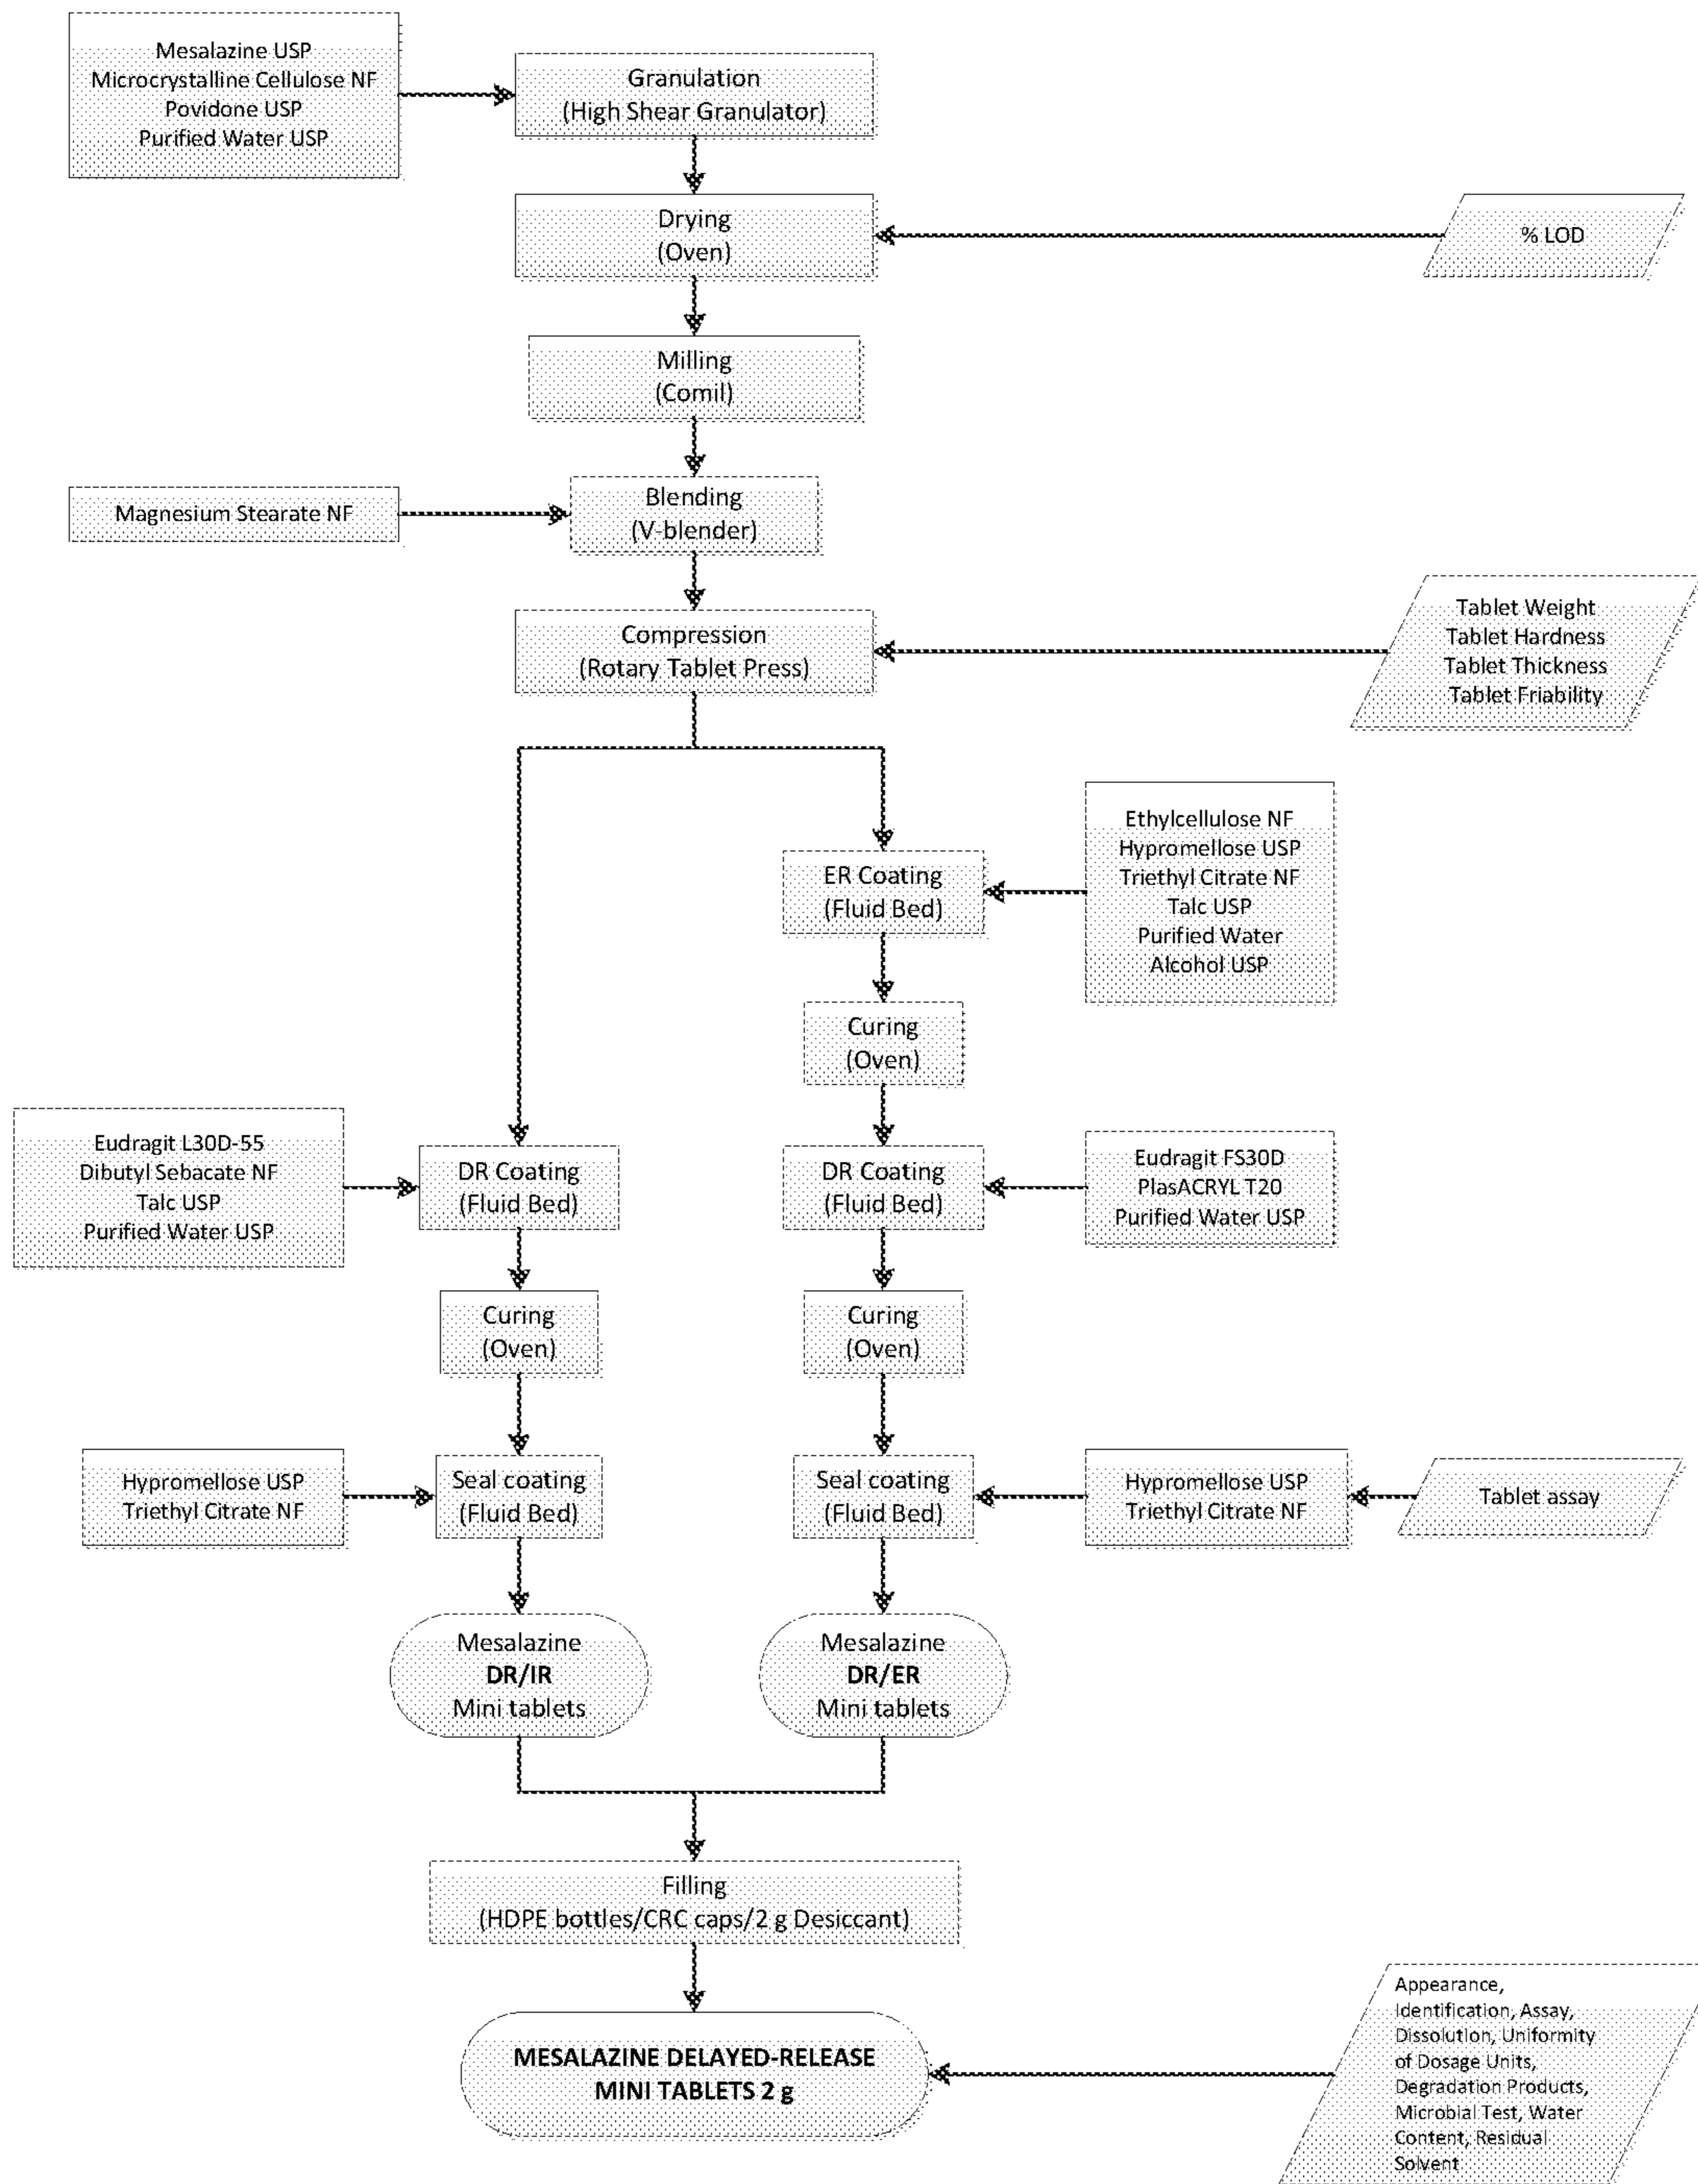 Mesalazine USP
Microcrystalline Cellulose NF
Povidone USP
Purified Water USP
Granulation
(High Shear Granulator)
Drying
(Oven)
% LOD
Milling
(Comil)
Magnesium Stearate NF
Blending
(V-blender)
Compression
(Rotary Tablet Press)
Tablet Weight
Tablet Hardness
Tablet Thickness
Tablet Friability
ER Coating
(Fluid Bed)
Ethylcellulose NF
Hypromellose USP
Triethyl Citrate NF
Talc USP
Purified Water
Alcohol USP
Curing
(Oven)
Eudragit L30D-55
Dibutyl Sebacate NF
Talc USP
Purified Water USP
DR Coating
(Fluid Bed)
DR Coating
(Fluid Bed)
Eudragit FS30D
PlasACRYL T20
Purified Water USP
Curing
(Oven)
Curing
(Oven)
Hypromellose USP
Triethyl Citrate NF
Seal coating
(Fluid Bed)
Seal coating
(Fluid Bed)
Hypromellose USP
Triethyl Citrate NF
Tablet assay
Mesalazine
DR/IR
Mini tablets
Mesalazine
DR/ER
Mini tablets
Filling
(HDPE bottles/CRC caps/2 g Desiccant)
MESALAZINE DELAYED-RELEASE
MINI TABLETS 2 g
Appearance,
Identification, Assay,
Dissolution, Uniformity
of Dosage Units,
Degradation Products,
Microbial Test, Water
Content, Residual
Solvent